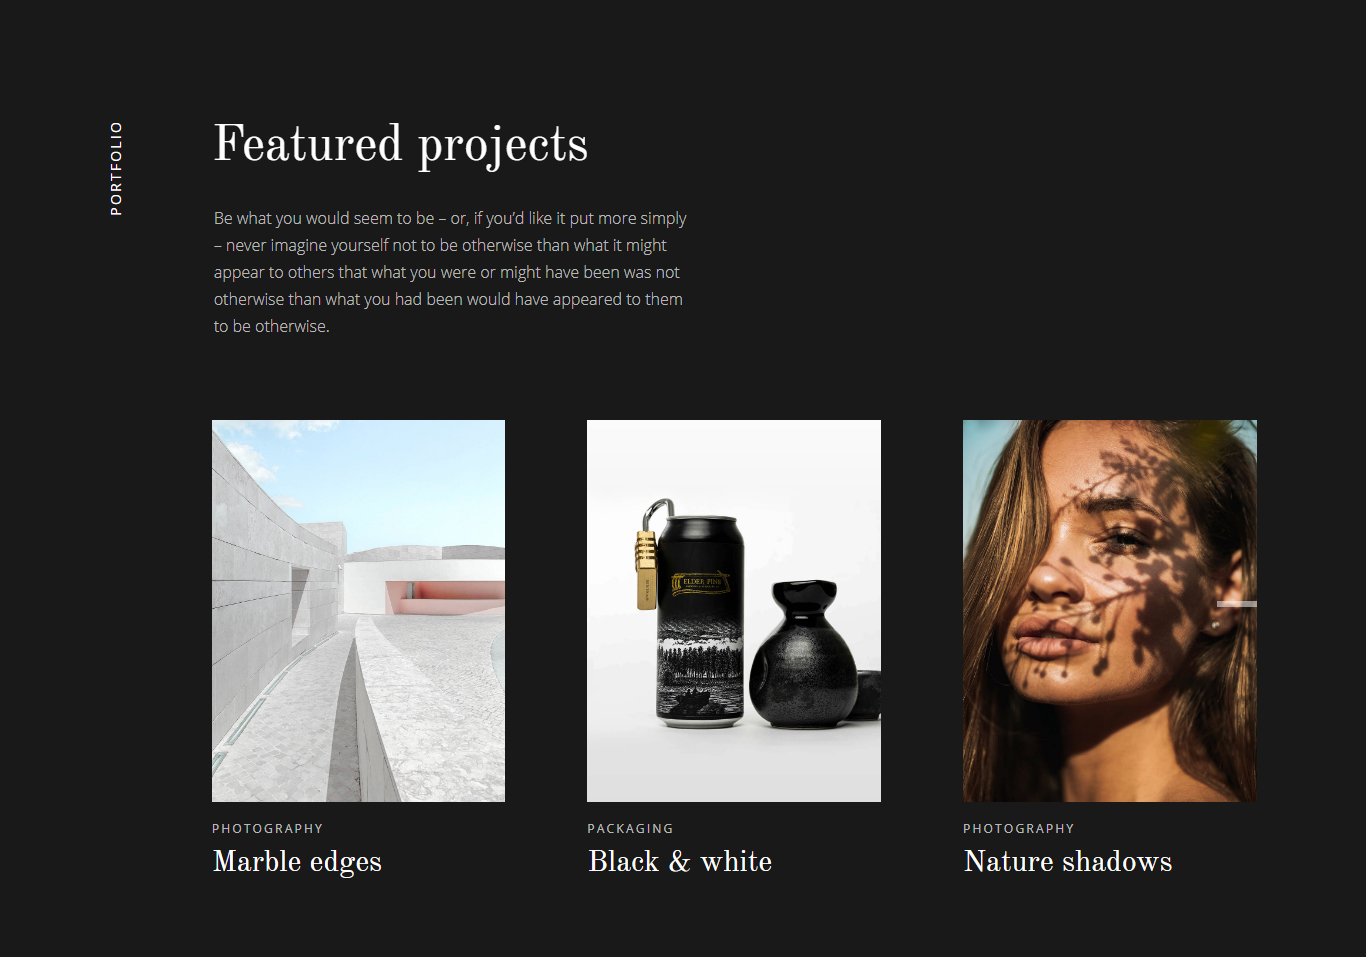 PORTFOLIO
Featured projects
Be what you would seem to be – or, if you’d like it put more simply
– never imagine yourself not to be otherwise than what it might
appear to others that what you were or might have been was not
otherwise than what you had been would have appeared to them
to be otherwise.
ELDER PINE
PHOTOGRAPHY
Marble edges
PACKAGING
Black & white
PHOTOGRAPHY
Nature shadows